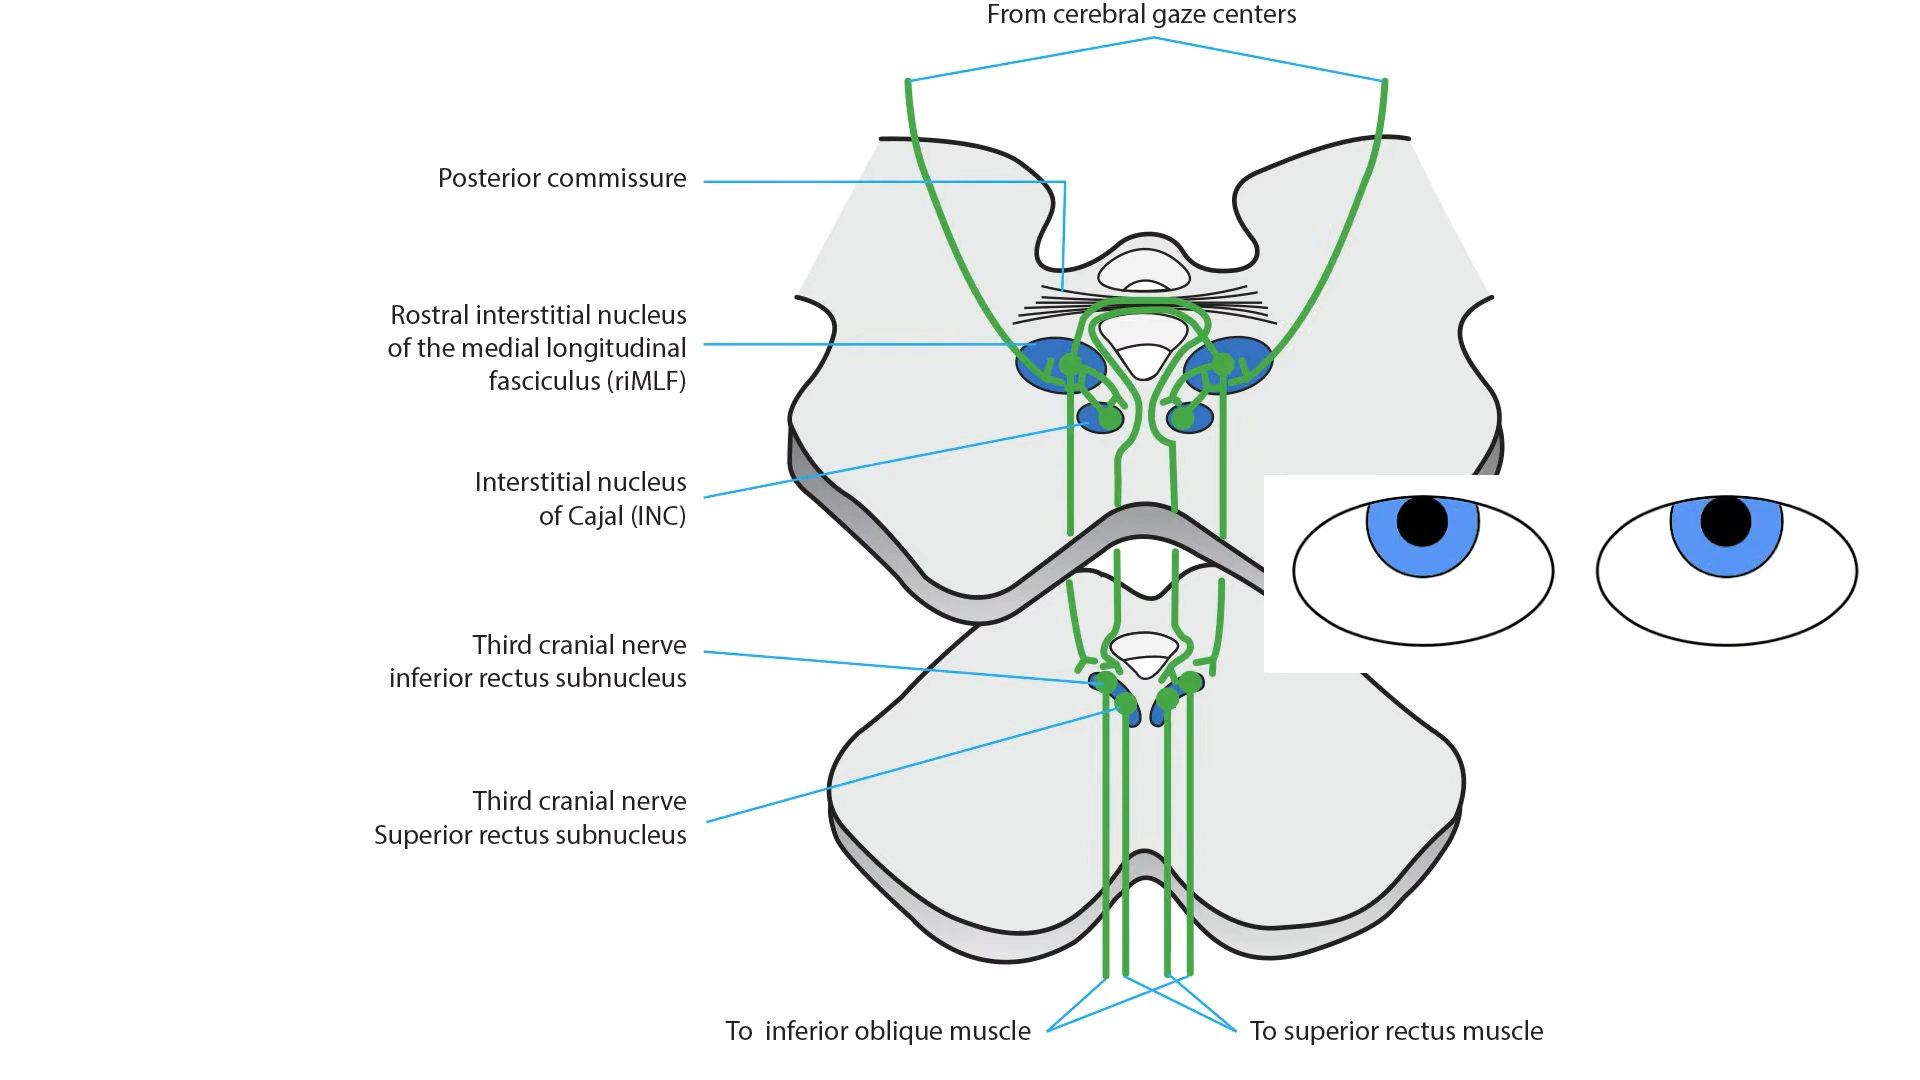 From cerebral gaze centers
Posterior commissure
Rostral interstitial nucleus
of the medial longitudinal
fasciculus (riMLF)
Interstitial nucleus
of Cajal (INC)
Third cranial nerve
inferior rectus subnucleus
Third cranial nerve
Superior rectus subnucleus
To inferior oblique muscle
To superior rectus muscle